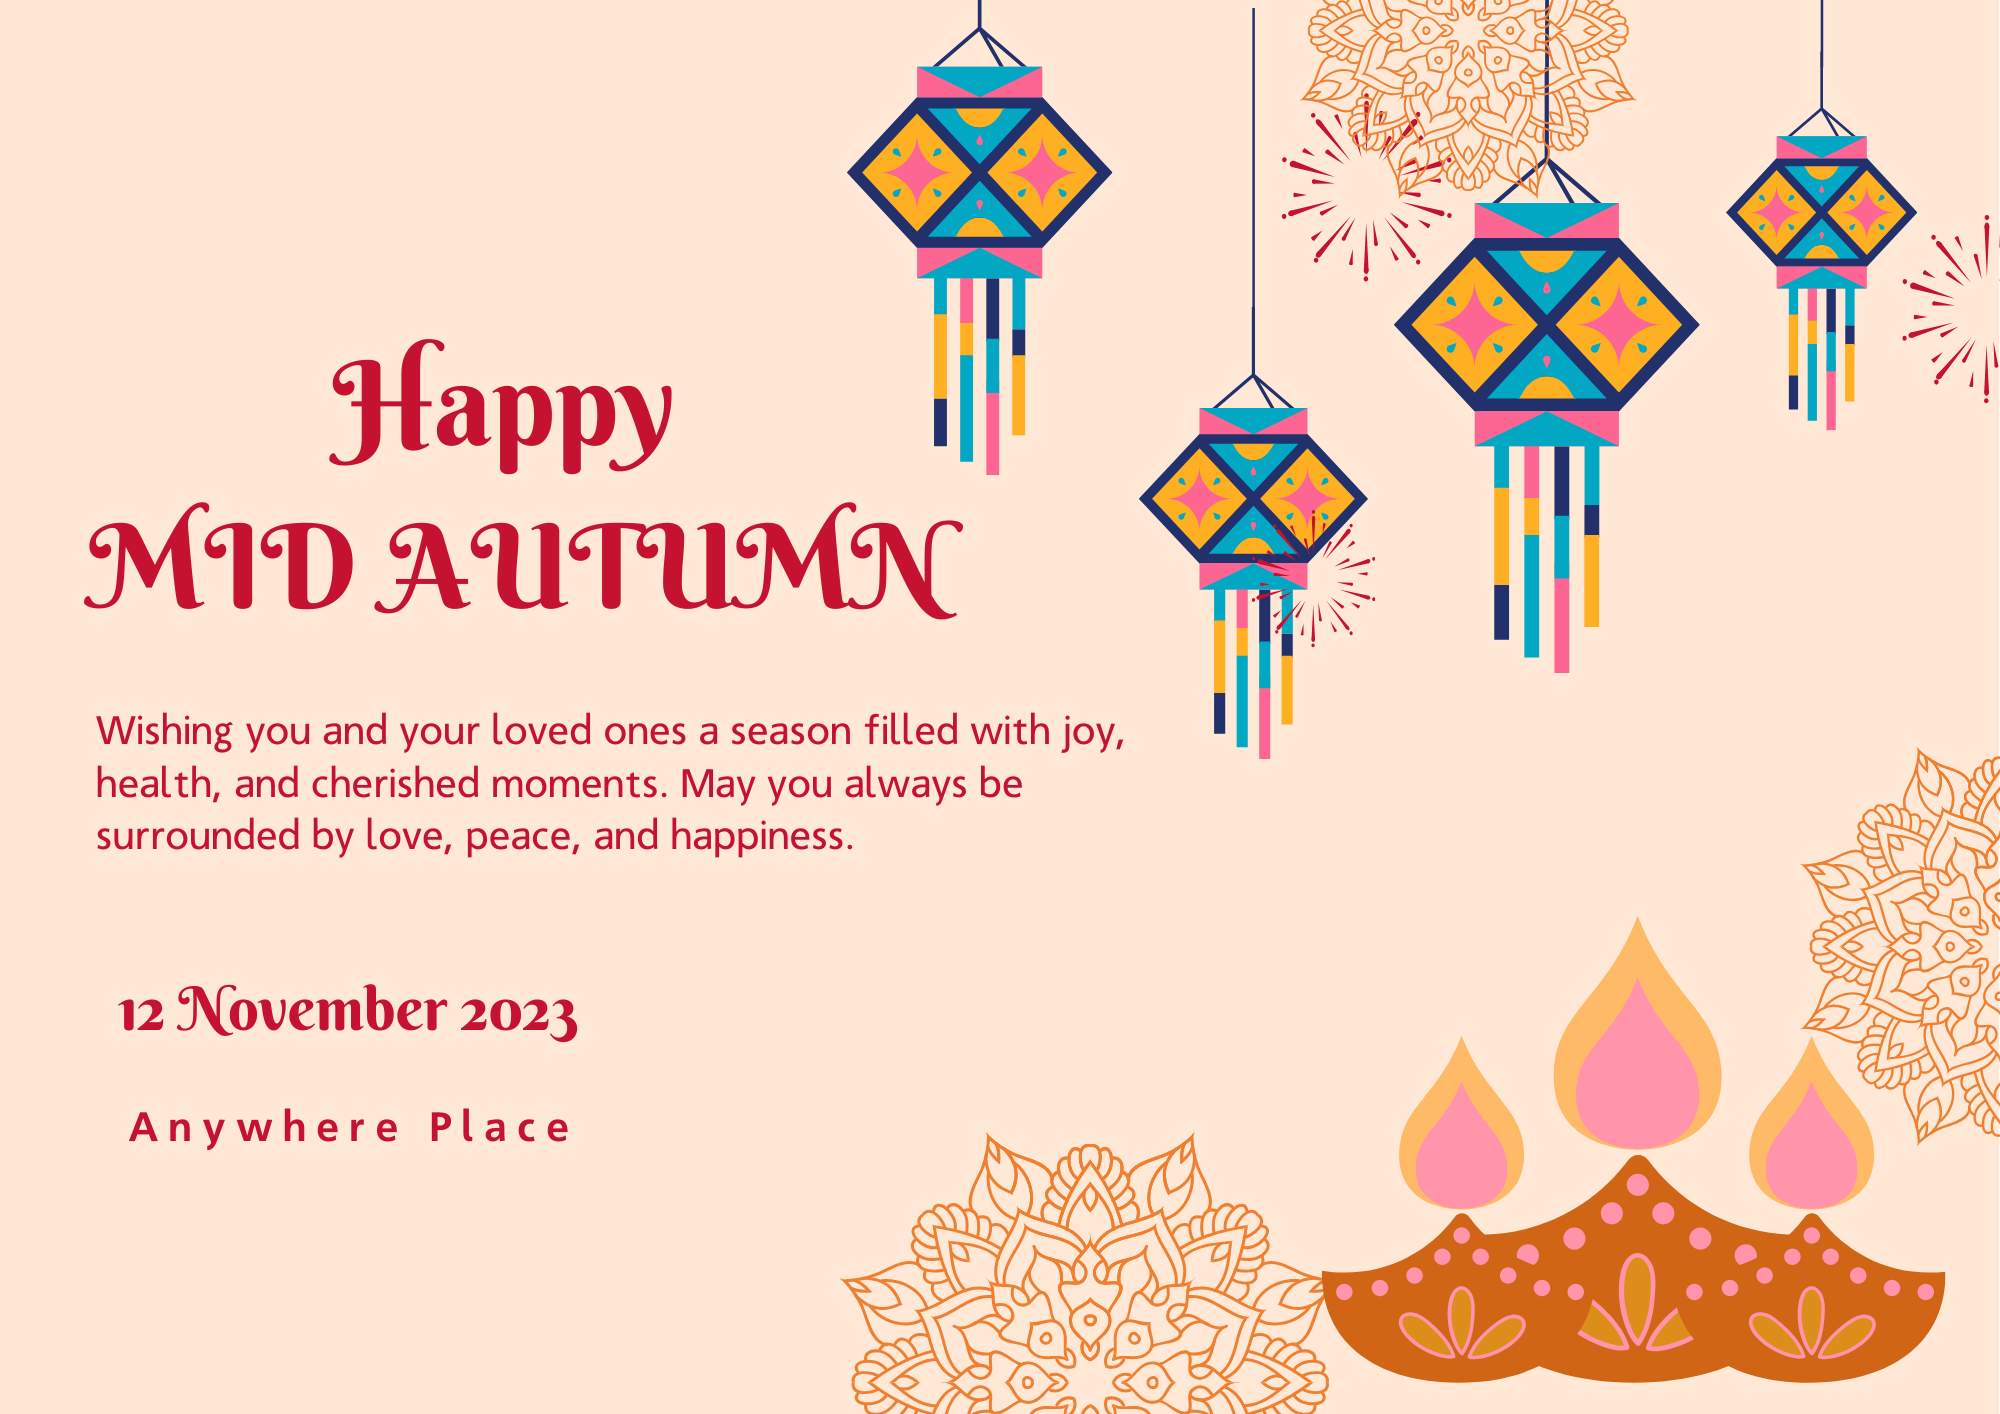 Happy
MID AUTUMN
Wishing you and your loved ones a season filled with joy,
health, and cherished moments. May you always be
surrounded by love, peace, and happiness.
12 November 2023
Anywhere Place